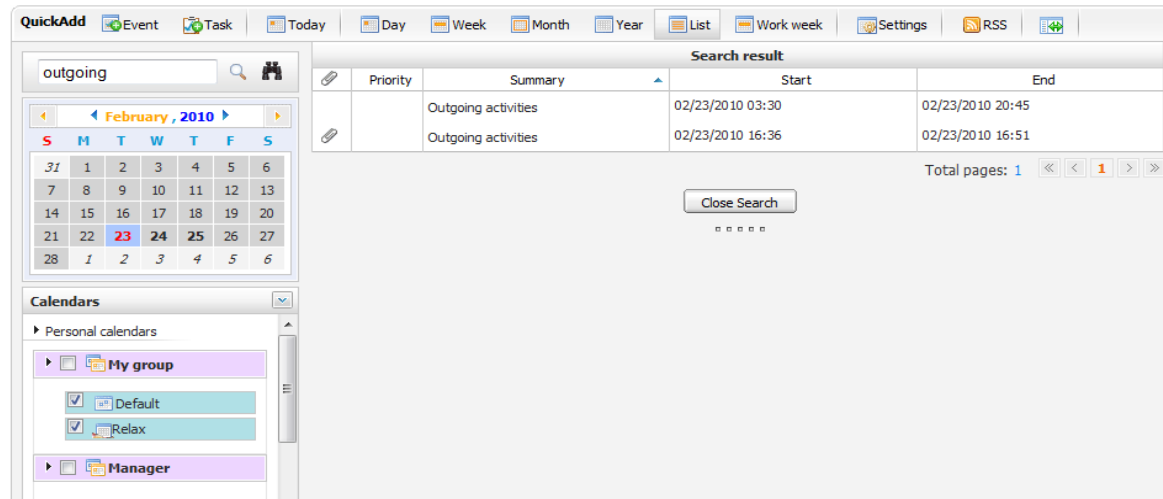 QuickAdd Event Task Today Day Week Month Year List Work week Settings RSS
outgoing
Search result
Priority Summary Start End
Outgoing activities 02/23/2010 03:30 02/23/2010 20:45
Outgoing activities 02/23/2010 16:36 02/23/2010 16:51
Total pages: 1 « < 1 > »
Close Search
February , 2010
S M T W T F S
31 1 2 3 4 5 6
7 8 9 10 11 12 13
14 15 16 17 18 19 20
21 22 23 24 25 26 27
28 1 2 3 4 5 6
Calendars
Personal calendars
My group
Default
Relax
Manager